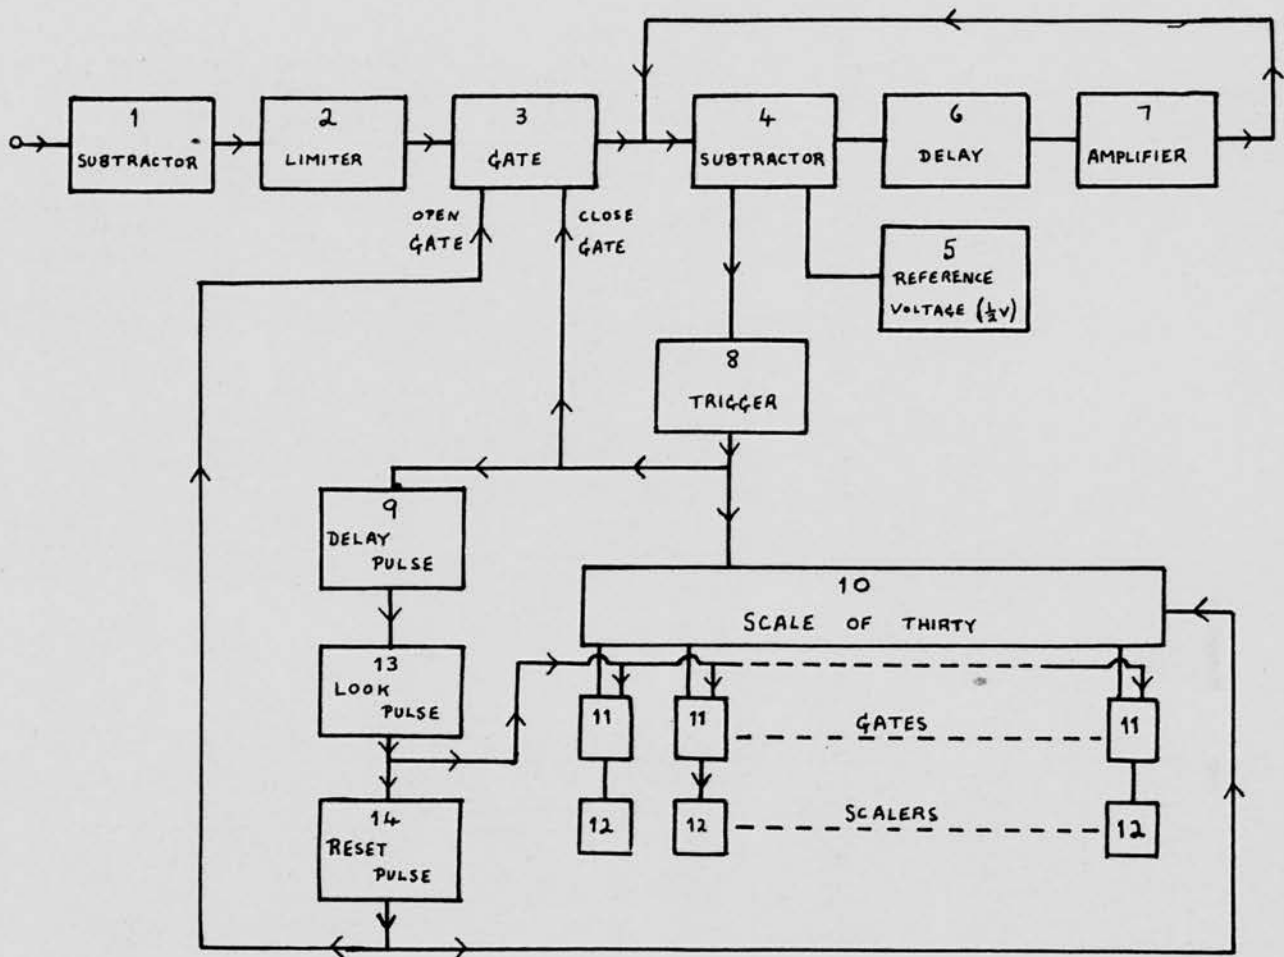 1
SUBTRACTOR
2
LIMITER
3
GATE
4
SUBTRACTOR
6
DELAY
7
AMPLIFIER
OPEN
GATE
CLOSE
GATE
5
REFERENCE
VOLTAGE (½V)
8
TRIGGER
9
DELAY
PULSE
10
SCALE OF THIRTY
13
LOOK
PULSE
11
11
GATES
11
14
RESET
PULSE
12
12
SCALERS
12